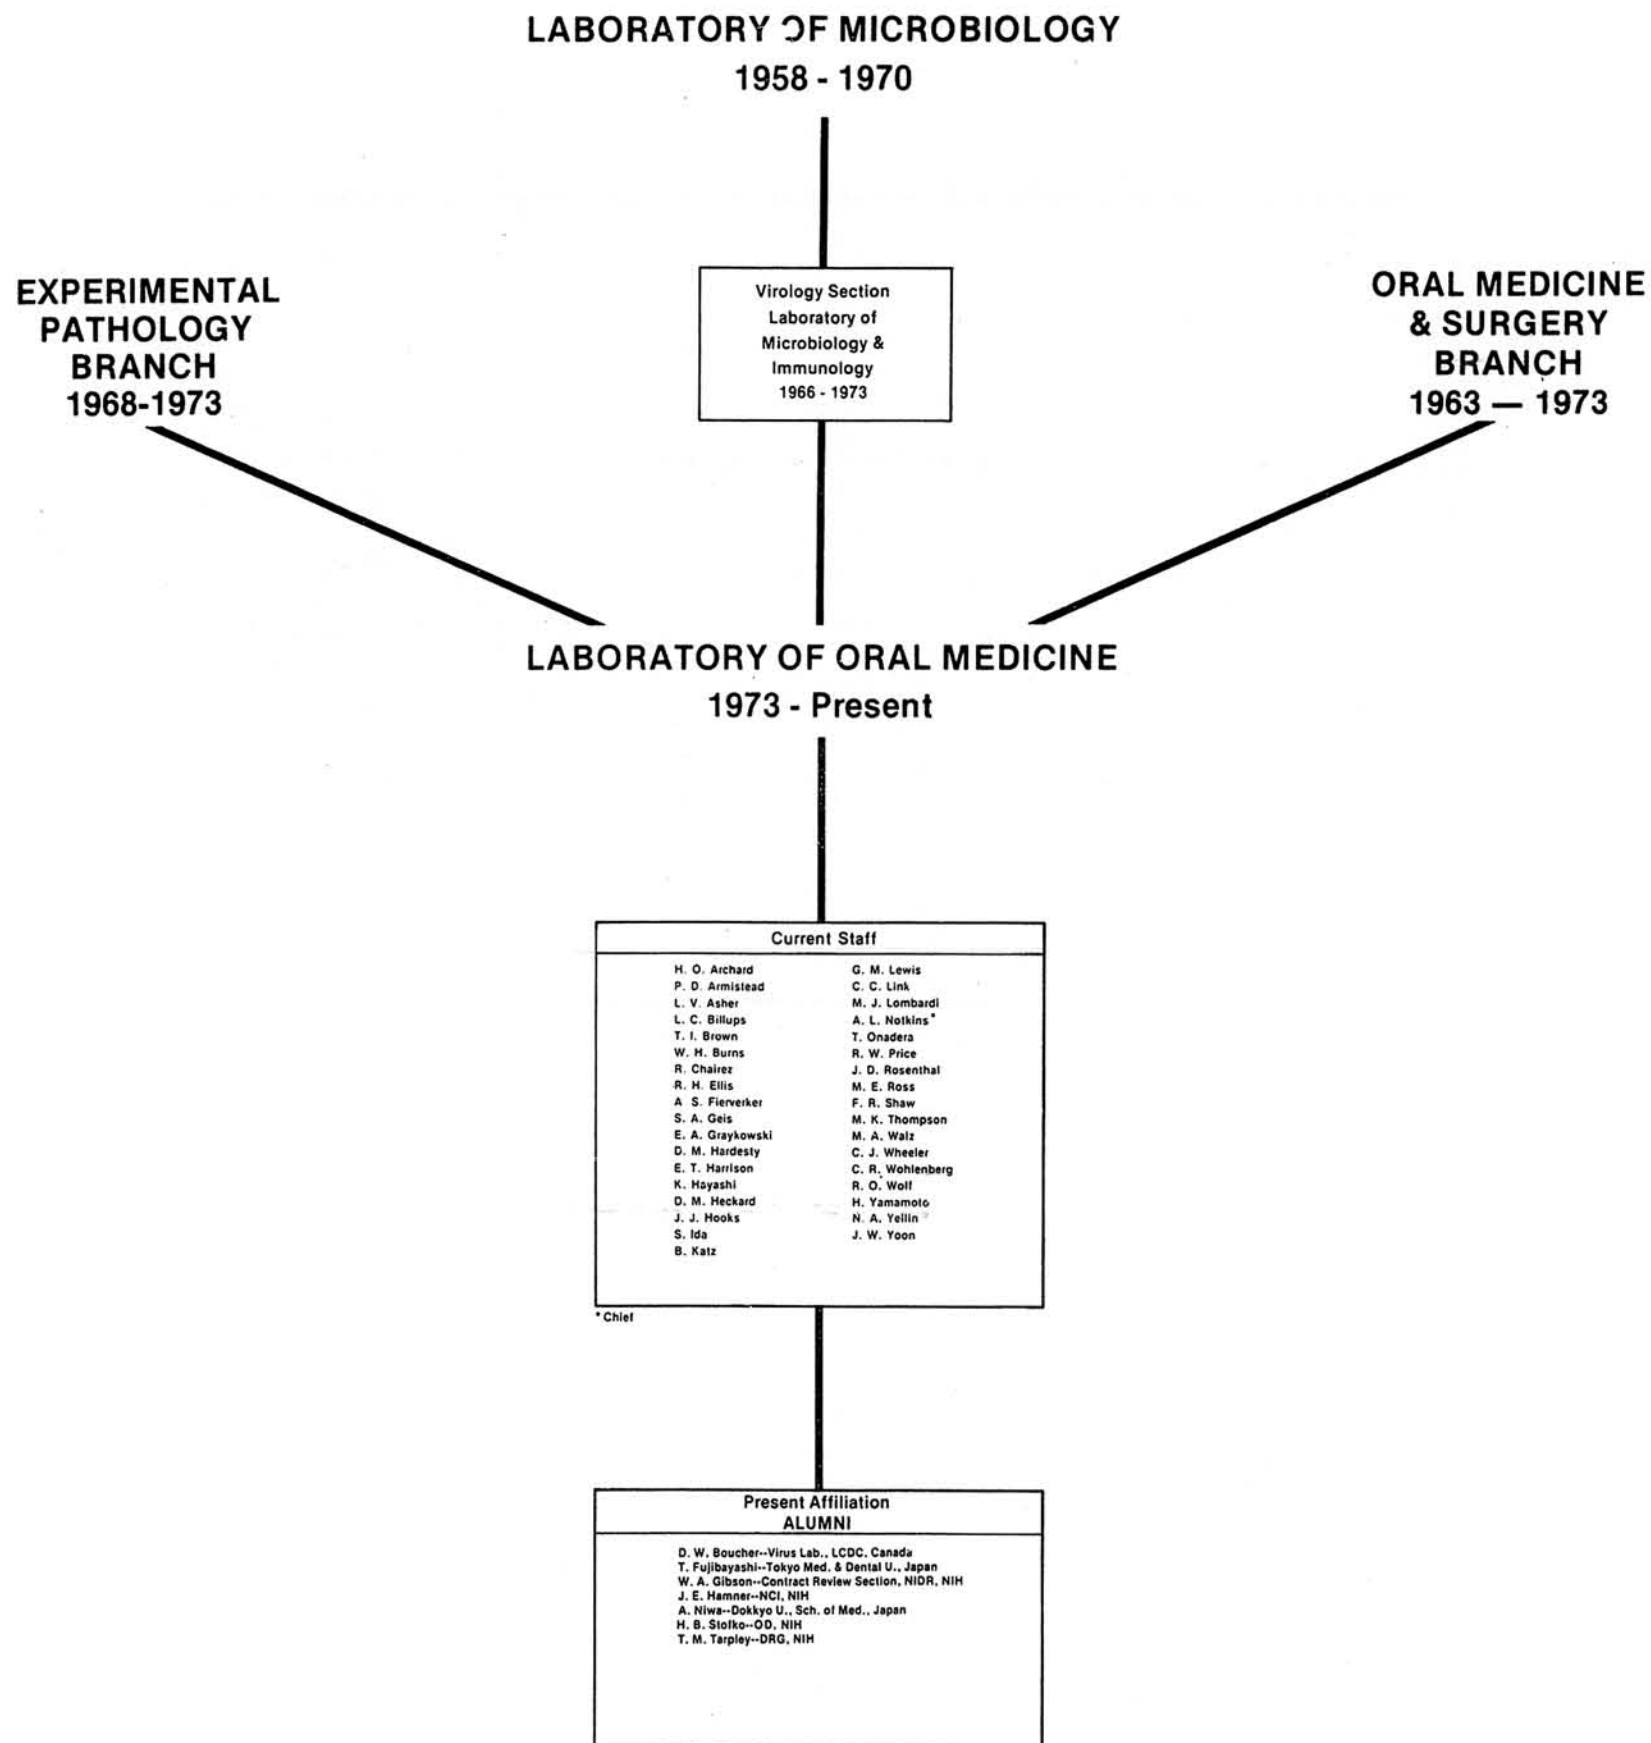 LABORATORY OF MICROBIOLOGY
1958 - 1970
EXPERIMENTAL
PATHOLOGY
BRANCH
1968-1973
Virology Section
Laboratory of
Microbiology &
Immunology
1966 - 1973
ORAL MEDICINE
& SURGERY
BRANCH
1963 — 1973
LABORATORY OF ORAL MEDICINE
1973 - Present
Current Staff
H. O. Archard
P. D. Armistead
L. V. Asher
L. C. Billups
T. I. Brown
W. H. Burns
R. Chairez
R. H. Ellis
A S. Fierverker
S. A. Geis
E. A. Graykowski
D. M. Hardesty
E. T. Harrison
K. Hayashi
D. M. Heckard
J. J. Hooks
S. Ida
B. Katz
G. M. Lewis
C. C. Link
M. J. Lombardi
A. L. Notkins*
T. Onadera
R. W. Price
J. D. Rosenthal
M. E. Ross
F. R. Shaw
M. K. Thompson
M. A. Walz
C. J. Wheeler
C. R. Wohlenberg
R. O. Wolf
H. Yamamoto
N. A. Yellin
J. W. Yoon
* Chief
Present Affiliation
ALUMNI
D. W. Boucher--Virus Lab., LCDC, Canada
T. Fujibayashi--Tokyo Med. & Dental U., Japan
W. A. Gibson--Contract Review Section, NIDR, NIH
J. E. Hamner--NCI, NIH
A. Niwa--Dokkyo U., Sch. of Med., Japan
H. B. Stolko--OD, NIH
T. M. Tarpley--DRG, NIH